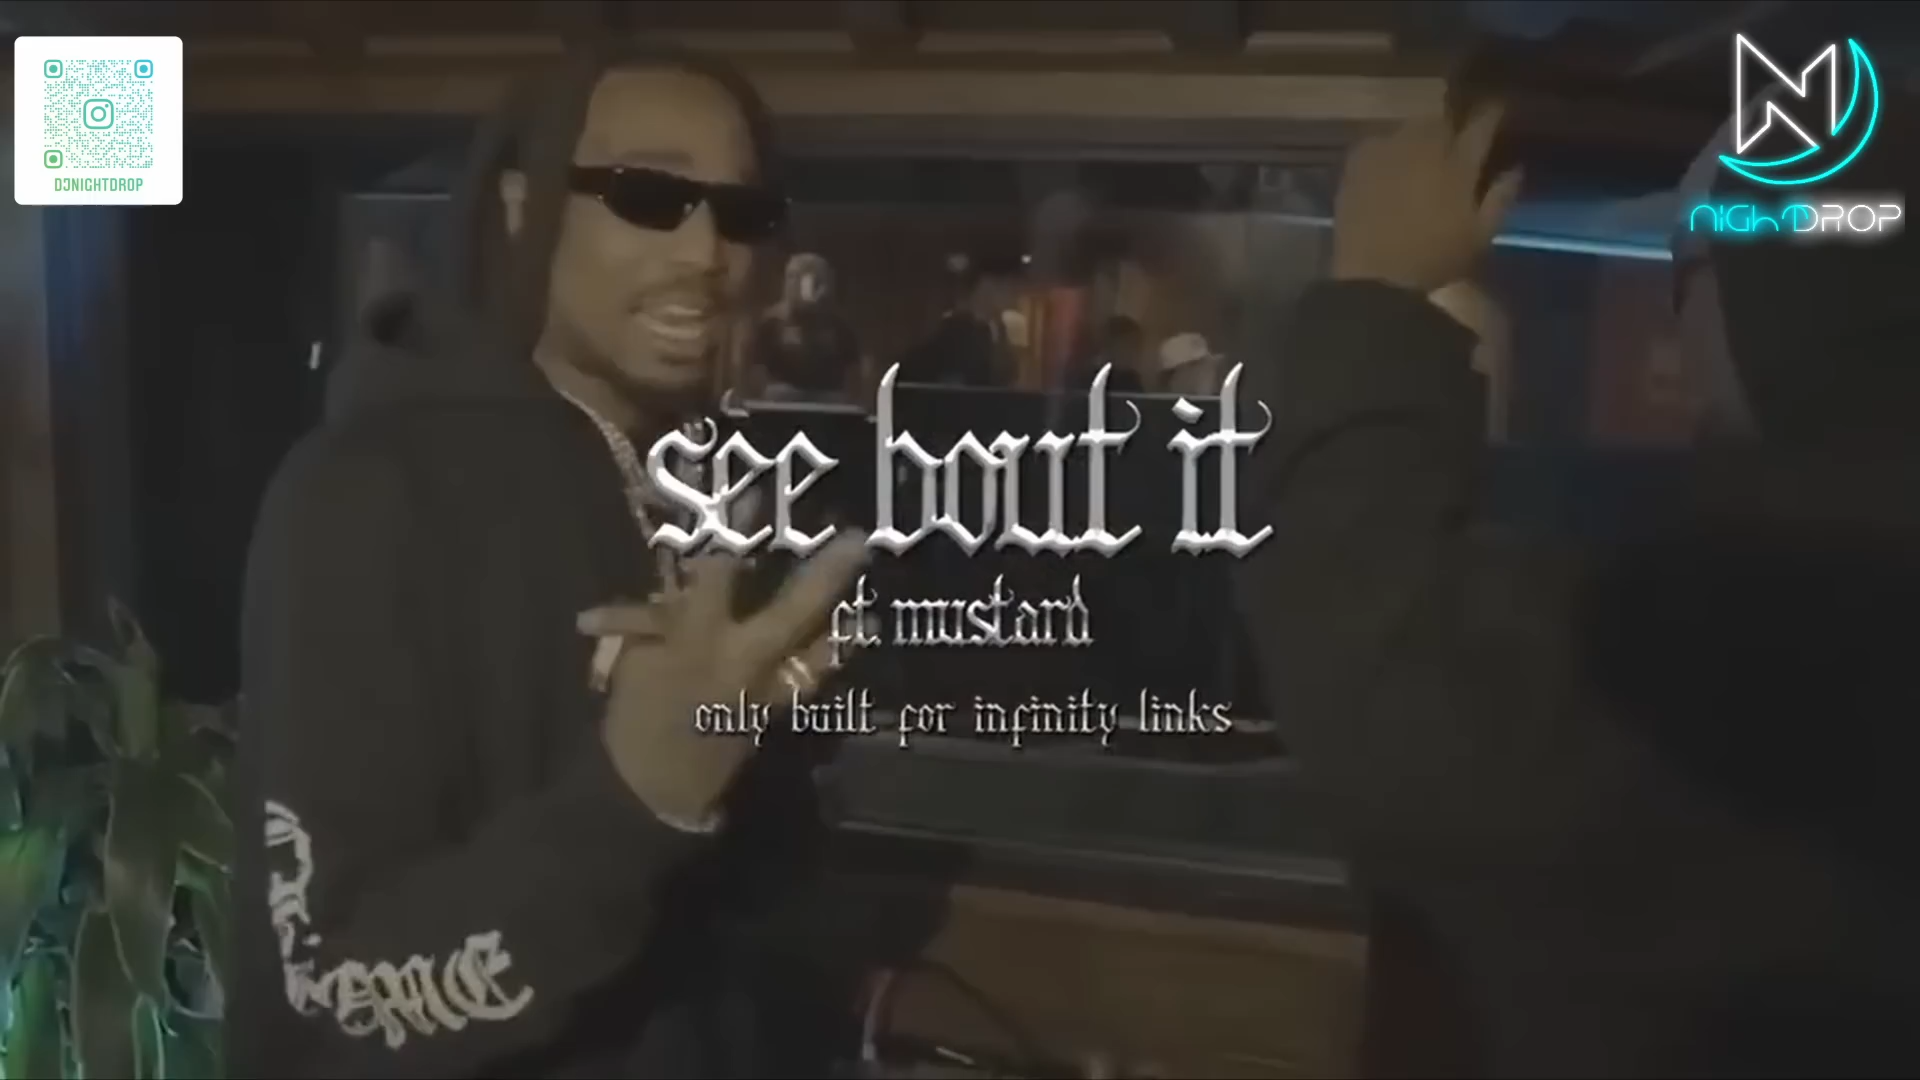 DJNIGHTDROP
NIGHTDROP
see bout it
ft. mustard
only built for infinity links